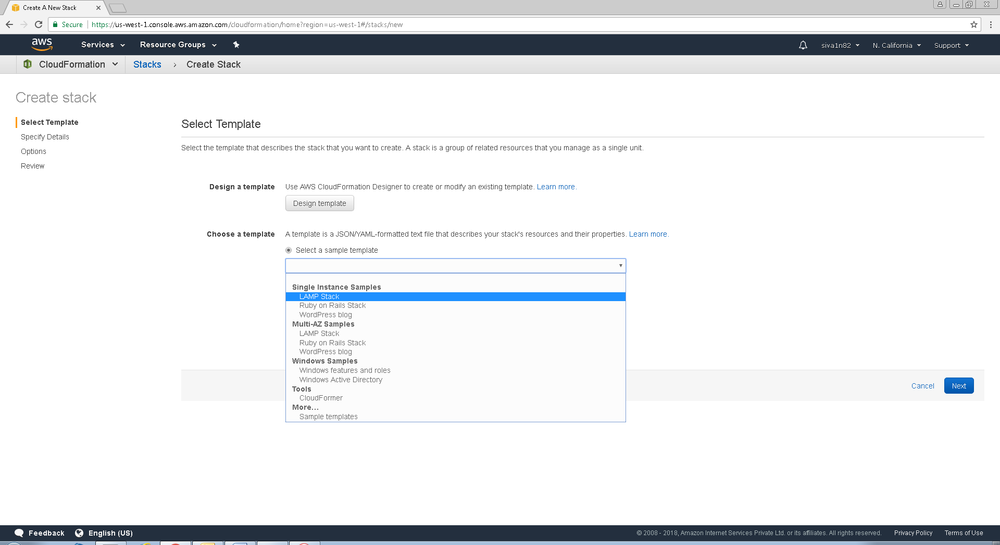 Create A New Stack
Secure https://us-west-1.console.aws.amazon.com/cloudformation/home?region=us-west-1#/stacks/new
aws Services Resource Groups siva1n82 N. California Support
CloudFormation Stacks › Create Stack
Create stack
Select Template
Specify Details
Options
Review
Select Template
Select the template that describes the stack that you want to create. A stack is a group of related resources that you manage as a single unit.
Design a template Use AWS CloudFormation Designer to create or modify an existing template. Learn more.
Design template
Choose a template A template is a JSON/YAML-formatted text file that describes your stack's resources and their properties. Learn more.
Select a sample template
Single Instance Samples
LAMP Stack
Ruby on Rails Stack
WordPress blog
Multi-AZ Samples
LAMP Stack
Ruby on Rails Stack
WordPress blog
Windows Samples
Windows features and roles
Windows Active Directory
Tools
CloudFormer
More...
Sample templates
Cancel Next
Feedback English (US) © 2008 - 2018, Amazon Internet Services Private Ltd. or its affiliates. All rights reserved. Privacy Policy Terms of Use